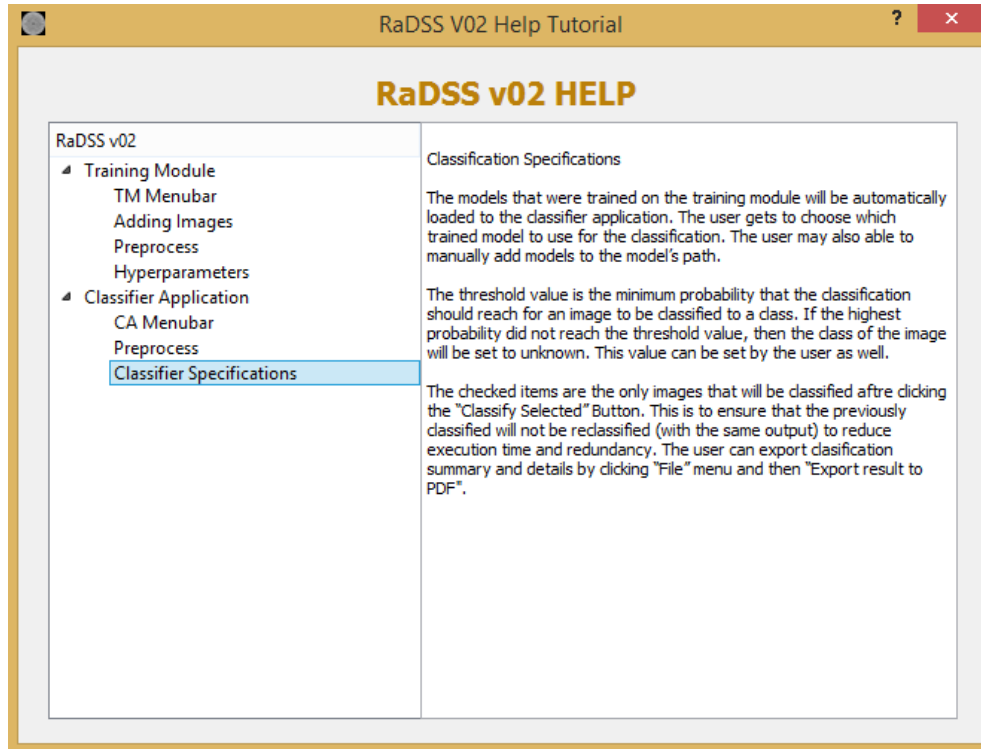 RaDSS V02 Help Tutorial
?
RaDSS v02 HELP
RaDSS v02
Training Module
TM Menubar
Adding Images
Preprocess
Hyperparameters
Classifier Application
CA Menubar
Preprocess
Classifier Specifications
Classification Specifications
The models that were trained on the training module will be automatically
loaded to the classifier application. The user gets to choose which
trained model to use for the classification. The user may also able to
manually add models to the model's path.
The threshold value is the minimum probability that the classification
should reach for an image to be classified to a class. If the highest
probability did not reach the threshold value, then the class of the image
will be set to unknown. This value can be set by the user as well.
The checked items are the only images that will be classified aftre clicking
the "Classify Selected" Button. This is to ensure that the previously
classified will not be reclassified (with the same output) to reduce
execution time and redundancy. The user can export clasification
summary and details by clicking "File" menu and then "Export result to
PDF".